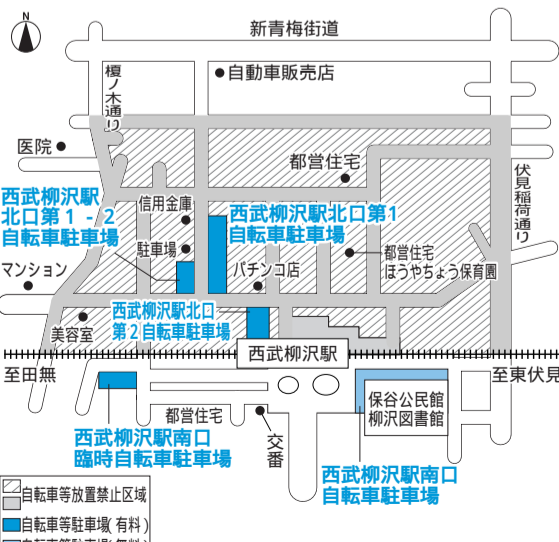 N
新青梅街道
自動車販売店
榎ノ木通り
医院
都営住宅
伏見稲荷通り
西武柳沢駅
北口第1-2
自転車駐車場
信用金庫
西武柳沢駅北口第1
自転車駐車場
駐車場
都営住宅
ほうやちょう保育園
マンション
パチンコ店
西武柳沢駅北口
第2自転車駐車場
美容室
西武柳沢駅
至田無
至東伏見
保谷公民館
柳沢図書館
都営住宅
交番
西武柳沢駅南口
臨時自転車駐車場
西武柳沢駅南口
自転車駐車場
自転車等放置禁止区域
自転車等駐車場(有料)
自転車等駐車場(無料)